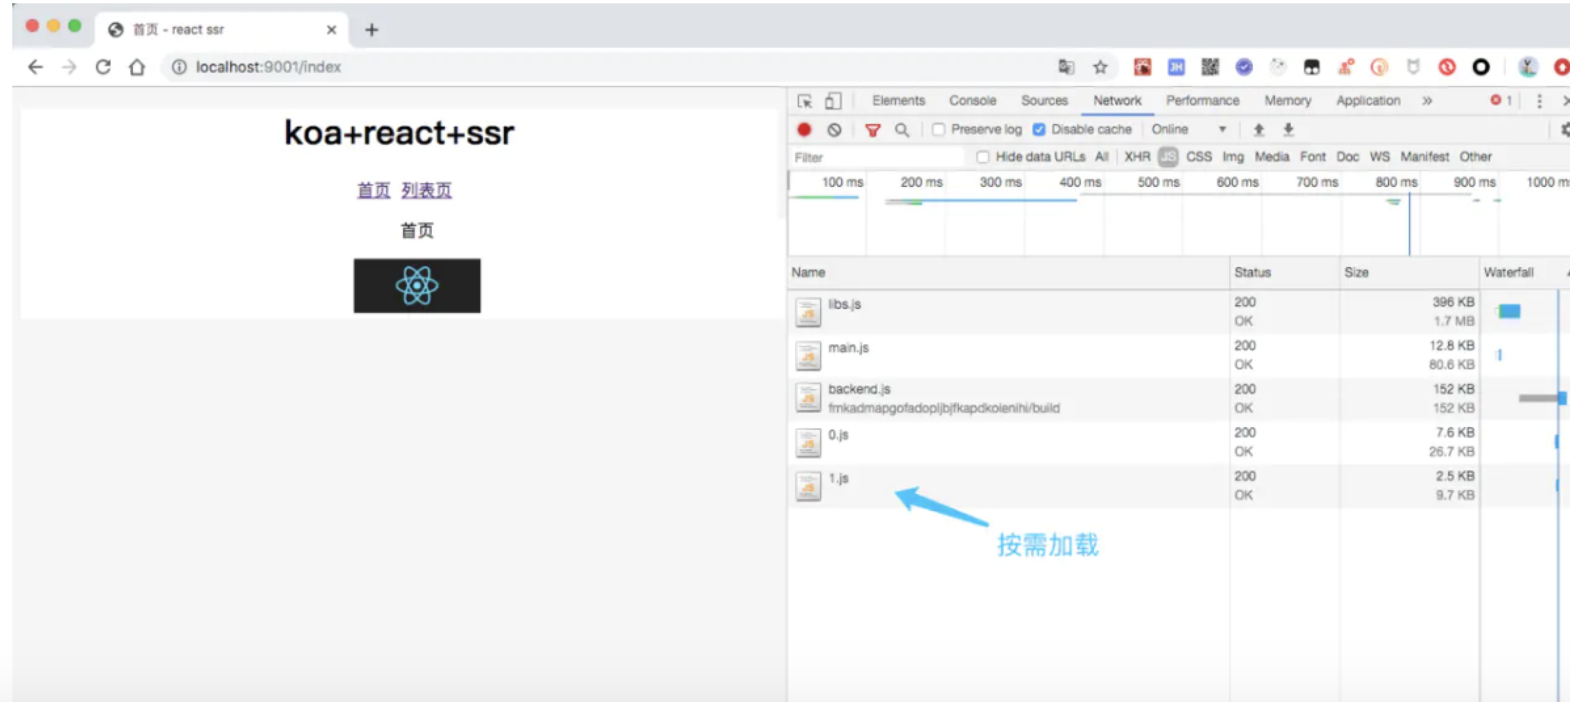 首页 - react ssr
localhost:9001/index
koa+react+ssr
首页 列表页
首页
Elements Console Sources Network Performance Memory Application » 1
Preserve log Disable cache Online
Filter Hide data URLs All XHR JS CSS Img Media Font Doc WS Manifest Other
100 ms 200 ms 300 ms 400 ms 500 ms 600 ms 700 ms 800 ms 900 ms 1000 m
Name Status Size Waterfall
libs.js 200 396 KB
OK 1.7 MB
main.js 200 12.8 KB
OK 80.6 KB
backend.js 200 152 KB
fmkadmapgofadopljbjfkapdkoienihi/build OK 152 KB
0.js 200 7.6 KB
OK 26.7 KB
1.js 200 2.5 KB
OK 9.7 KB
按需加载